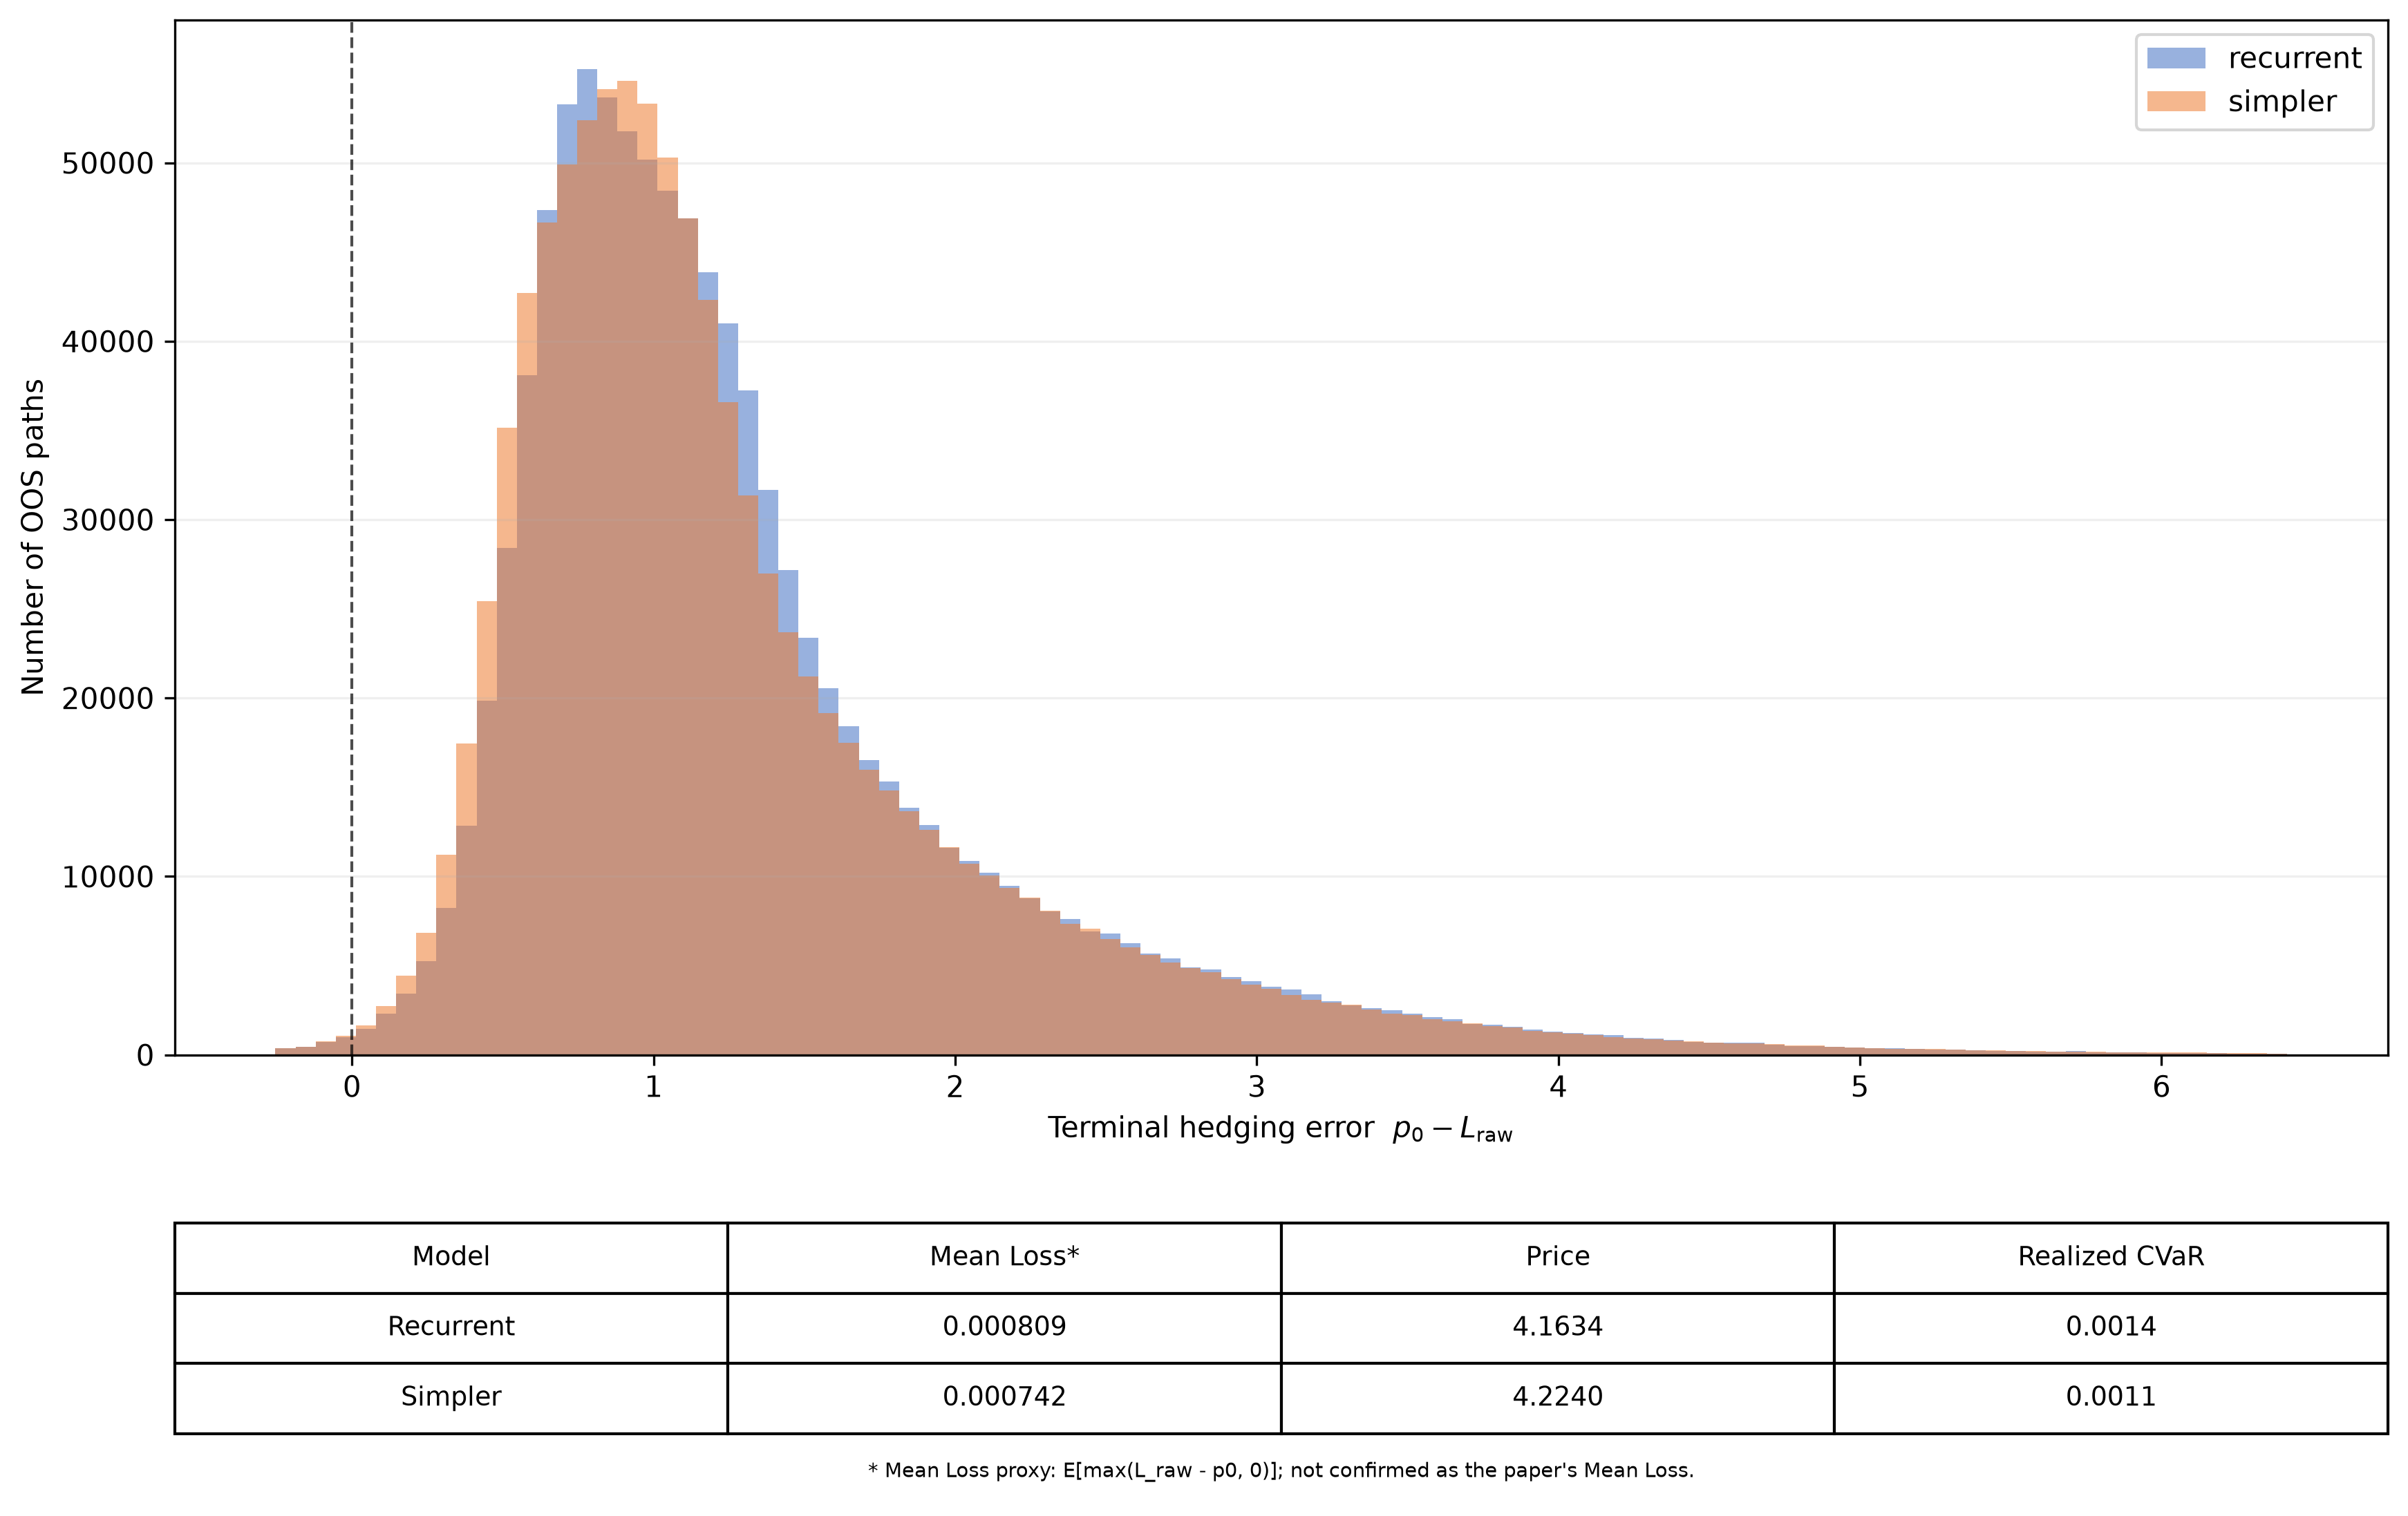 recurrent
simpler
50000
40000
30000
20000
10000
0
Number of OOS paths
0 1 2 3 4 5 6
Terminal hedging error p₀ − L_raw
Model Mean Loss* Price Realized CVaR
Recurrent 0.000809 4.1634 0.0014
Simpler 0.000742 4.2240 0.0011
* Mean Loss proxy: E[max(L_raw - p0, 0)]; not confirmed as the paper's Mean Loss.